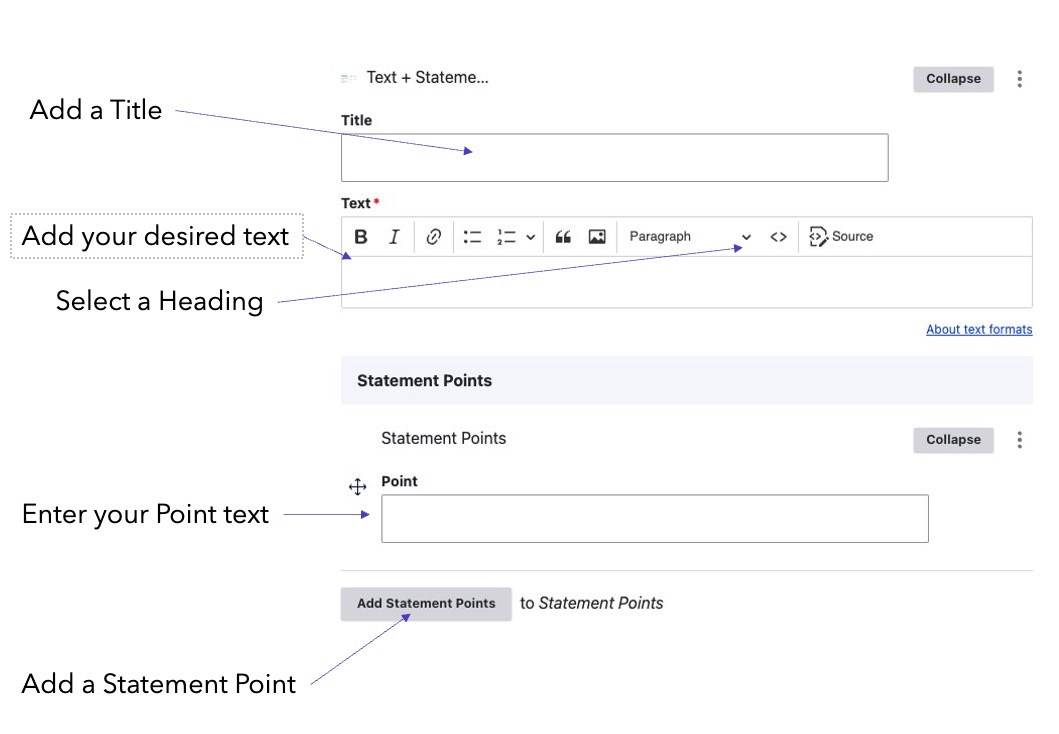 Text + Stateme...
Collapse
Add a Title
Title
Text*
Add your desired text
B I Paragraph <> Source
Select a Heading
About text formats
Statement Points
Statement Points
Collapse
Point
Enter your Point text
Add Statement Points to Statement Points
Add a Statement Point